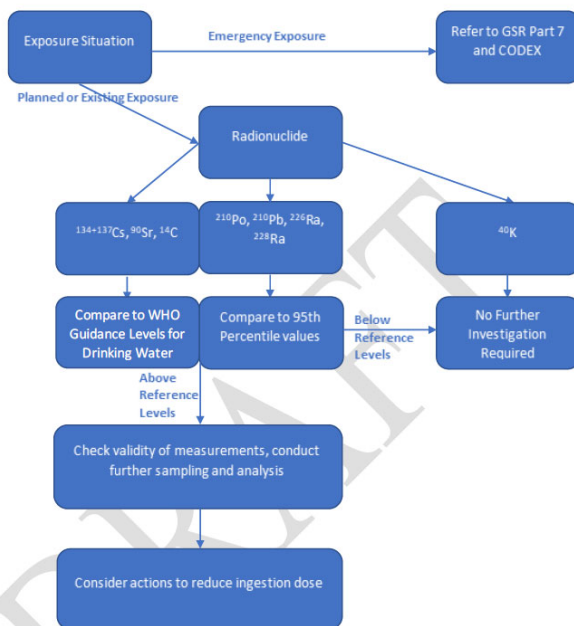 Exposure Situation
Emergency Exposure
Refer to GSR Part 7
and CODEX
Planned or Existing Exposure
Radionuclide
¹³⁴⁺¹³⁷Cs, ⁹⁰Sr, ¹⁴C
²¹⁰Po, ²¹⁰Pb, ²²⁶Ra,
²²⁸Ra
⁴⁰K
Compare to WHO
Guidance Levels for
Drinking Water
Compare to 95th
Percentile values
Below
Reference
Levels
No Further
Investigation
Required
Above
Reference
Levels
Check validity of measurements, conduct
further sampling and analysis
Consider actions to reduce ingestion dose
DRAFT